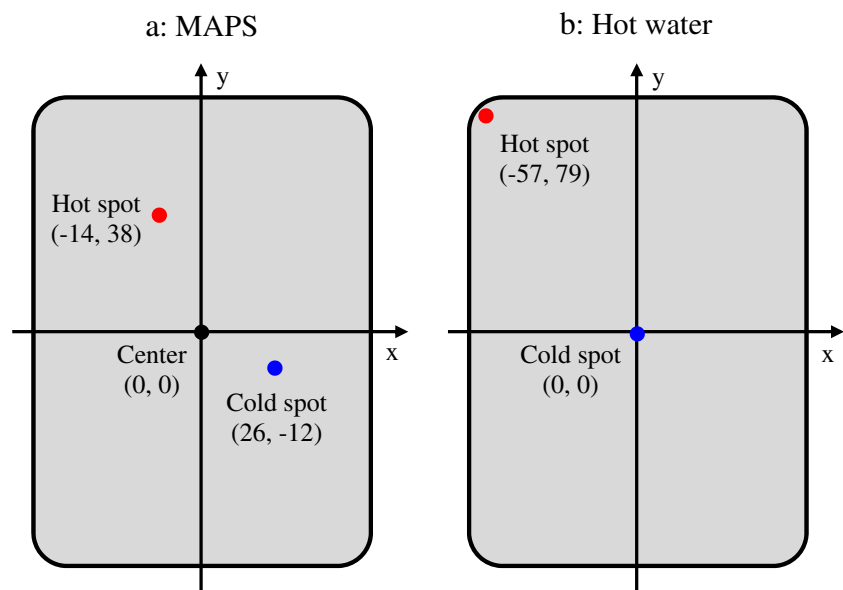 a: MAPS
y
Hot spot
(-14, 38)
Center
(0, 0)
x
Cold spot
(26, -12)
b: Hot water
y
Hot spot
(-57, 79)
Cold spot
(0, 0)
x